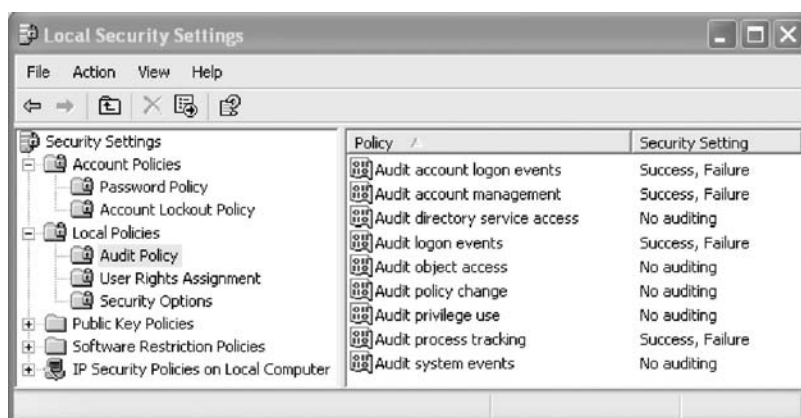 Local Security Settings
File Action View Help
Security Settings
Account Policies
Password Policy
Account Lockout Policy
Local Policies
Audit Policy
User Rights Assignment
Security Options
Public Key Policies
Software Restriction Policies
IP Security Policies on Local Computer
Policy Security Setting
Audit account logon events Success, Failure
Audit account management Success, Failure
Audit directory service access No auditing
Audit logon events Success, Failure
Audit object access No auditing
Audit policy change No auditing
Audit privilege use No auditing
Audit process tracking Success, Failure
Audit system events No auditing